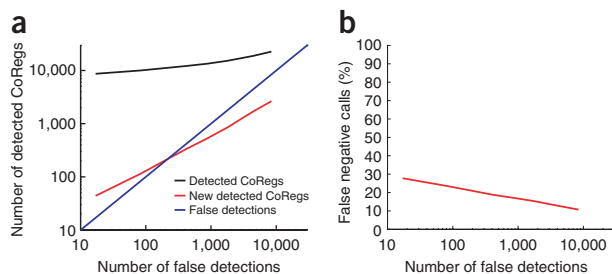 a
Number of detected CoRegs
10,000
1,000
100
10
Detected CoRegs
New detected CoRegs
False detections
10
100
1,000
10,000
Number of false detections
b
False negative calls (%)
100
90
80
70
60
50
40
30
20
10
0
10
100
1,000
10,000
Number of false detections